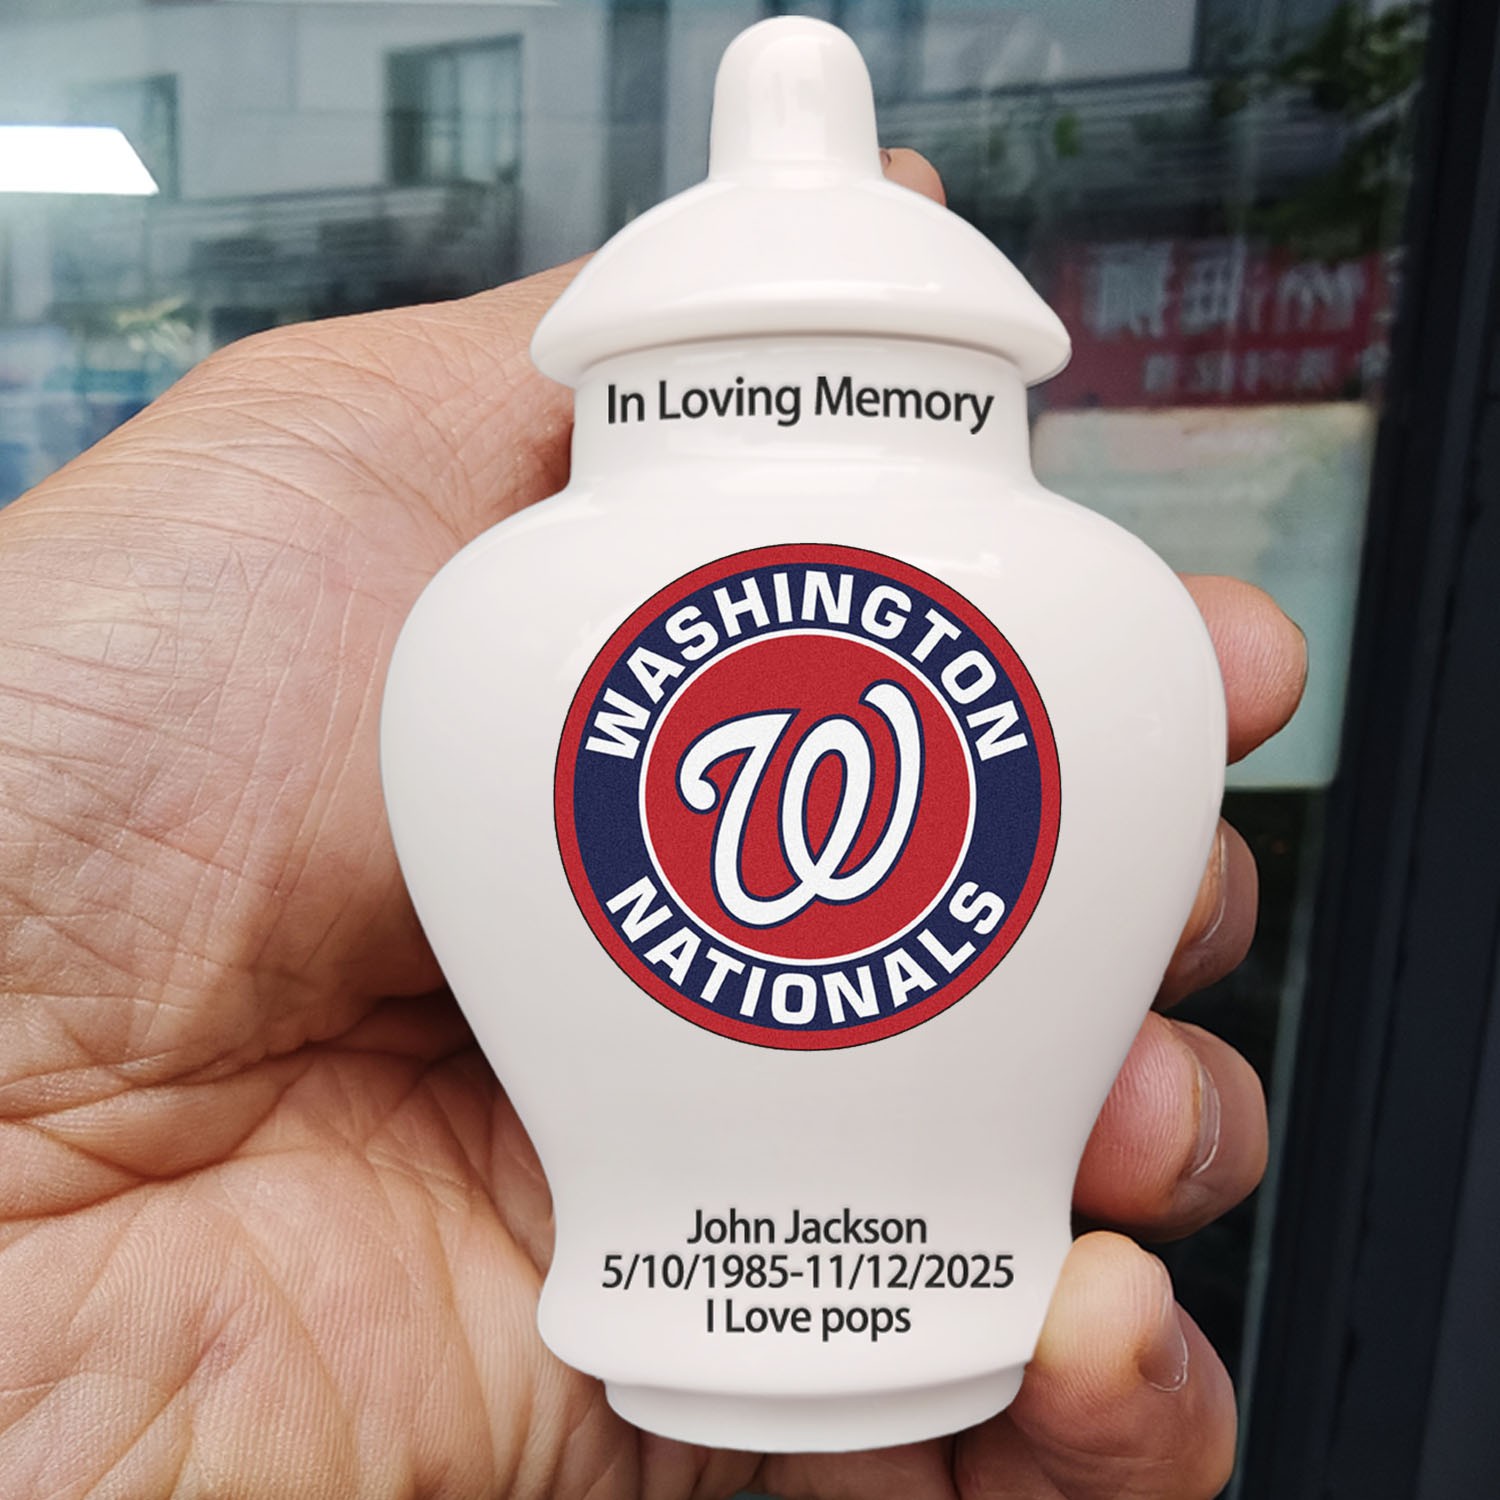 In Loving Memory
WASHINGTON
W
NATIONALS
John Jackson
5/10/1985-11/12/2025
I Love pops